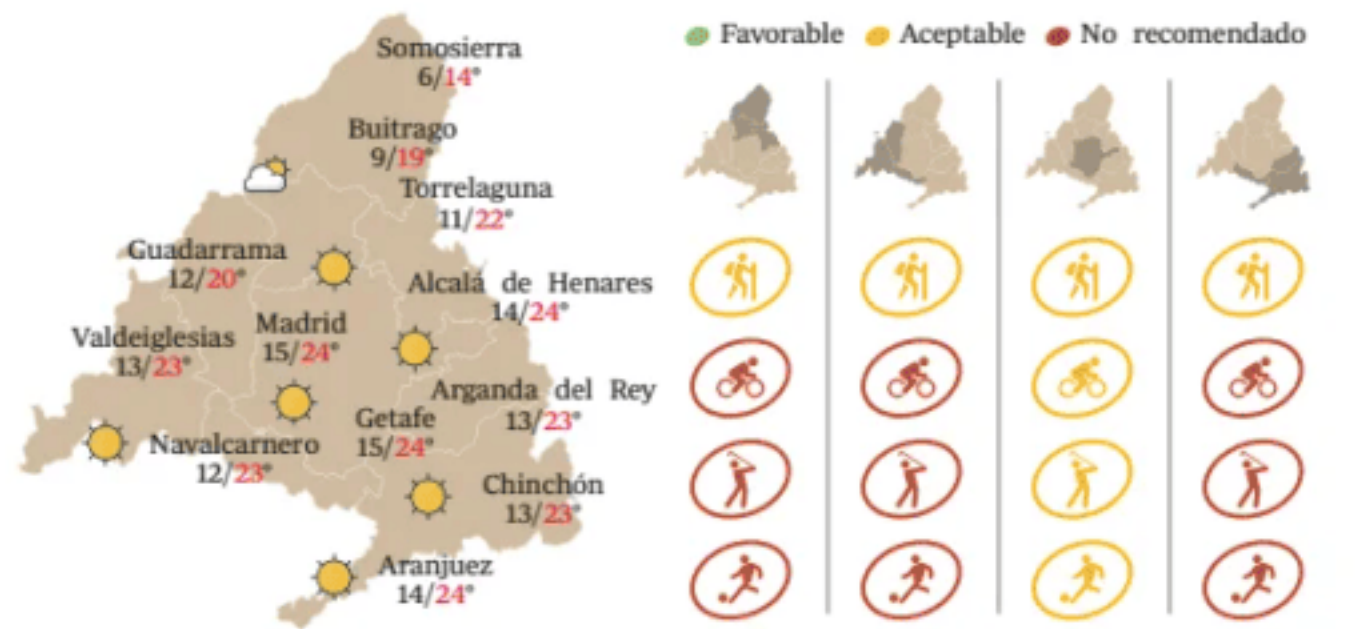 Favorable Aceptable No recomendado
Somosierra
6/14°
Buitrago
9/19°
Torrelaguna
11/22°
Guadarrama
12/20°
Alcalá de Henares
14/24°
Madrid
15/24°
Valdeiglesias
13/23°
Arganda del Rey
13/23°
Getafe
15/24°
Navalcarnero
12/23°
Chinchón
13/23°
Aranjuez
14/24°